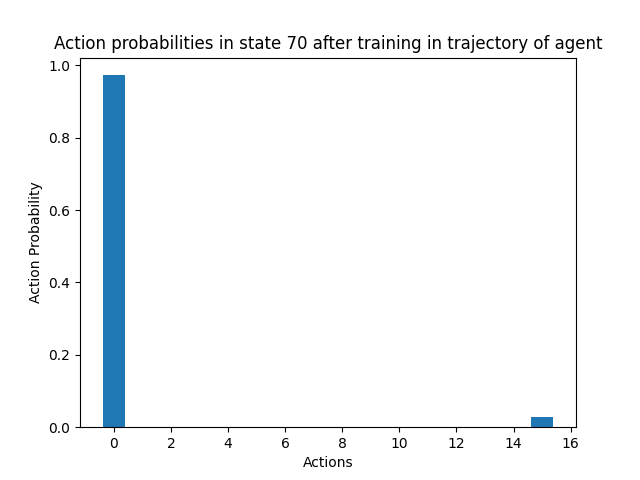 Action probabilities in state 70 after training in trajectory of agent
1.0
0.8
0.6
0.4
0.2
0.0
Action Probability
0 2 4 6 8 10 12 14 16
Actions